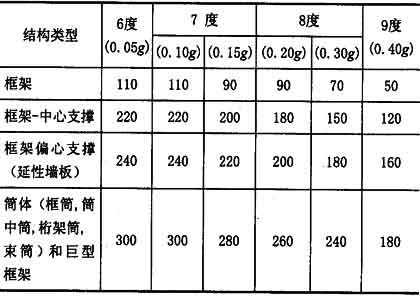 结构类型 6度 7 度 8度 9度
(0.05g) (0.10g) (0.15g) (0.20g) (0.30g) (0.40g)
框架 110 110 90 90 70 50
框架-中心支撑 220 220 200 180 150 120
框架偏心支撑
(延性墙板) 240 240 220 200 180 160
筒体(框筒,筒
中筒,桁架筒,
束筒)和巨型
框架 300 300 280 260 240 180